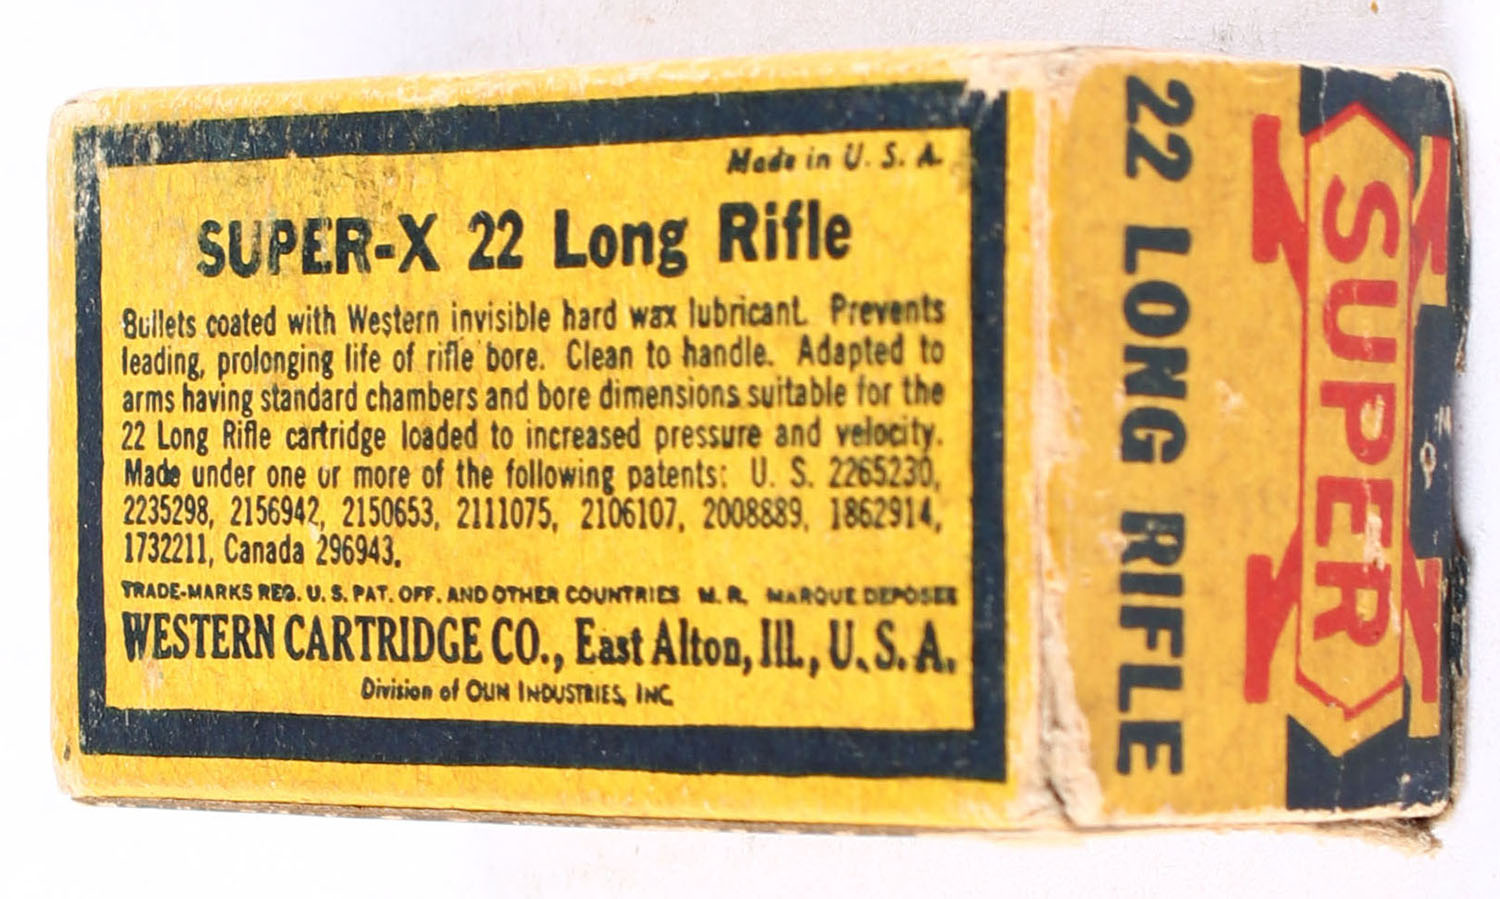 Made in U. S. A.
SUPER-X 22 Long Rifle
Bullets coated with Western invisible hard wax lubricant. Prevents
leading, prolonging life of rifle bore. Clean to handle. Adapted to
arms having standard chambers and bore dimensions suitable for the
22 Long Rifle cartridge loaded to increased pressure and velocity.
Made under one or more of the following patents: U. S. 2265230,
2235298, 2156942, 2150653, 2111075, 2106107, 2008889, 1862914,
1732211, Canada 296943.
TRADE-MARKS REG. U. S. PAT. OFF. AND OTHER COUNTRIES M. R. MARQUE DEPOSEE
WESTERN CARTRIDGE CO., East Alton, Ill., U. S. A.
Division of OLIN INDUSTRIES, INC.
22 LONG RIFLE
SUPER